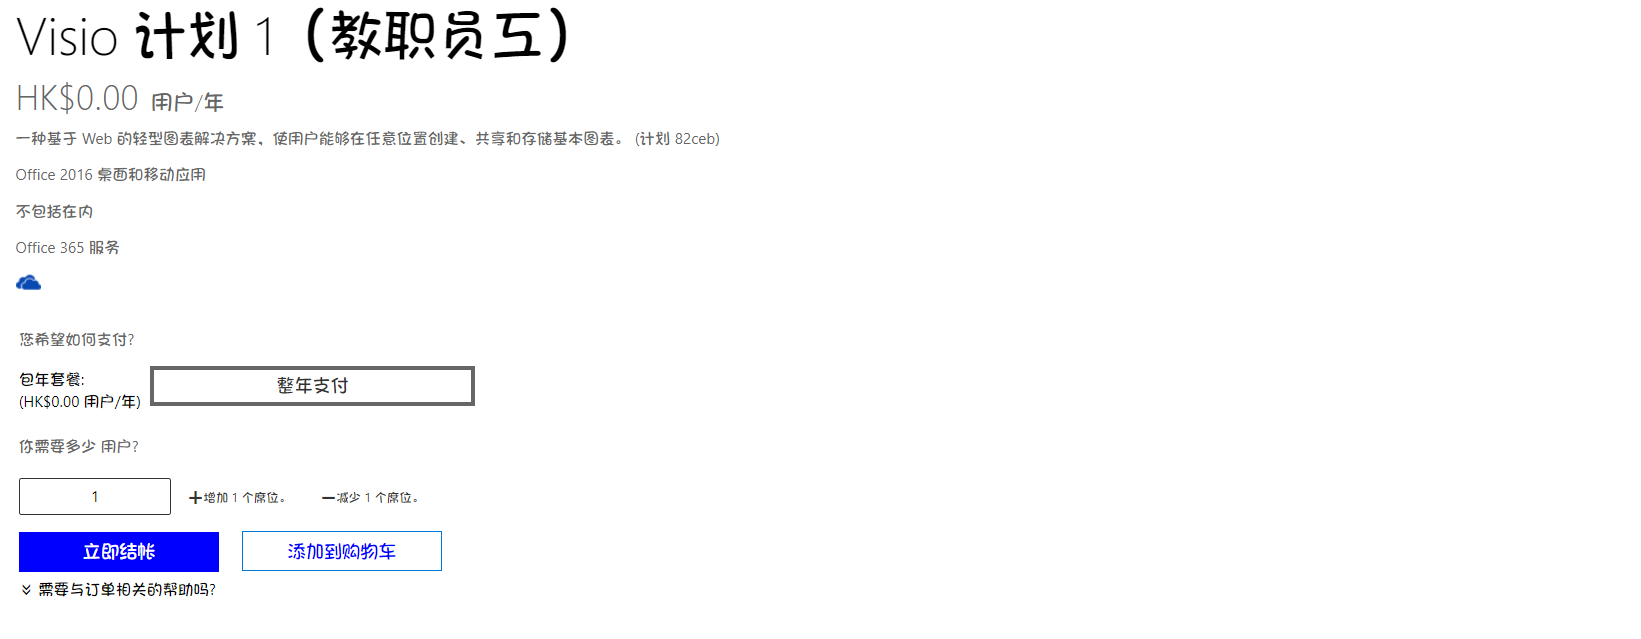 Visio 计划 1（教职员工）
HK$0.00 用户/年
一种基于 Web 的轻型图表解决方案，使用户能够在任意位置创建、共享和存储基本图表。 (计划 82ceb)
Office 2016 桌面和移动应用
不包括在内
Office 365 服务
您希望如何支付?
包年套餐:
(HK$0.00 用户/年)
整年支付
你需要多少 用户?
1
增加 1 个席位。
减少 1 个席位。
立即结帐
添加到购物车
需要与订单相关的帮助吗?